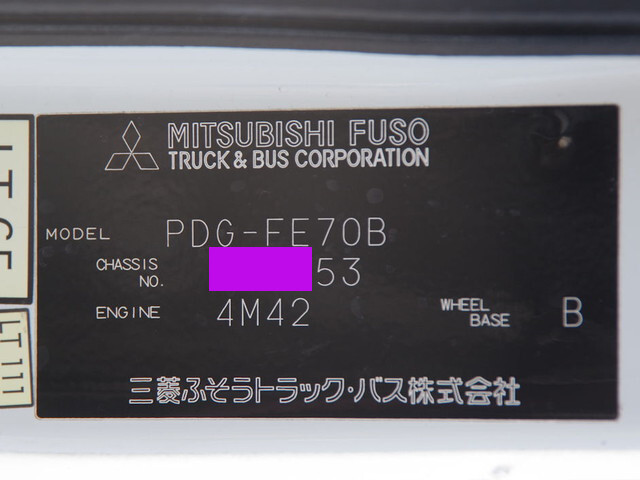 MITSUBISHI FUSO
TRUCK & BUS CORPORATION
MODEL PDG-FE70B
CHASSIS NO. 53
ENGINE 4M42 WHEEL BASE B
三菱ふそうトラック・バス株式会社
LT111